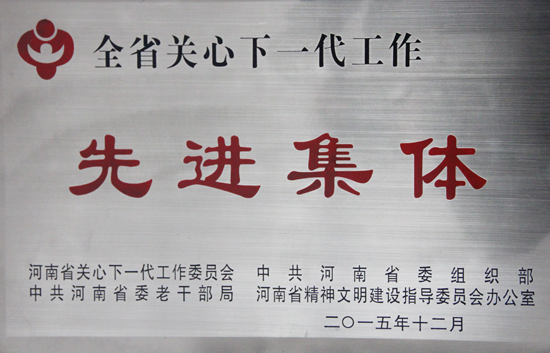 全省关心下一代工作
先进集体
河南省关心下一代工作委员会 中共河南省委组织部
中共河南省委老干部局 河南省精神文明建设指导委员会办公室
二〇一五年十二月